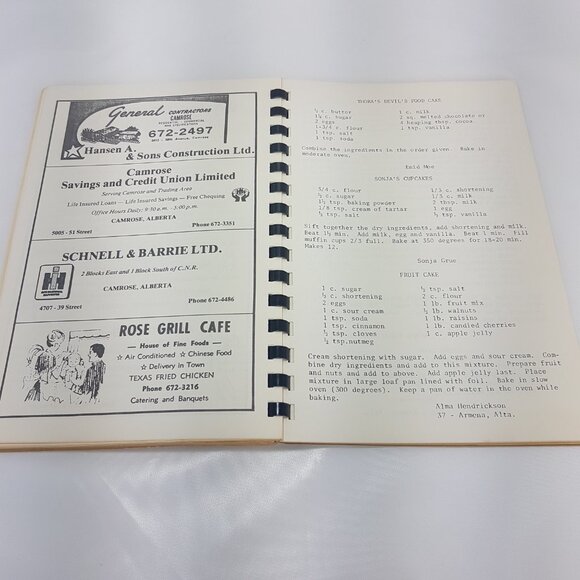 General CONTRACTORS
CAMROSE
RESIDENTIAL - COMMERCIAL
672-2497
Hansen A.
& Sons Construction Ltd.
Camrose
Savings and Credit Union Limited
Serving Camrose and Trading Area
Life Insured Loans — Life Insured Savings — Free Chequing
Office Hours Daily: 9:30 a.m. - 5:00 p.m.
CAMROSE, ALBERTA
5005 - 51 Street Phone 672-3351
SCHNELL & BARRIE LTD.
2 Blocks East and 1 Block South of C.N.R.
CAMROSE, ALBERTA
Phone 672-4486
4707 - 39 Street
ROSE GRILL CAFE
— House of Fine Foods —
☆ Air Conditioned ☆ Chinese Food
☆ Delivery in Town
TEXAS FRIED CHICKEN
Phone 672-3216
Catering and Banquets
THORA'S DEVIL'S FOOD CAKE
½ c. butter 1 c. milk
1½ c. sugar 2 sq. melted chocolate or
2 eggs 4 heaping tbsp. cocoa
1-3/4 c. flour 1 tsp. vanilla
1 tsp. salt
1 tsp. soda
Combine the ingredients in the order given. Bake in
moderate oven.
Enid Moe
SONJA'S CUPCAKES
3/4 c. flour 1/3 c. shortening
½ c. sugar 1/3 c. milk
1½ tsp. baking powder 2 tbsp. milk
1/8 tsp. cream of tartar 1 egg
½ tsp. salt ½ tsp. vanilla
Sift together the dry ingredients, add shortening and milk.
Beat 1½ min. Add milk, egg and vanilla. Beat 1 min. Fill
muffin cups 2/3 full. Bake at 350 degrees for 18-20 min.
Makes 12.
Sonja Grue
FRUIT CAKE
1 c. sugar ½ tsp. salt
½ c. shortening 2 c. flour
2 eggs 1 lb. fruit mix
1 c. sour cream ½ lb. walnuts
1 tsp. soda 1 lb. raisins
1 tsp. cinnamon 1 lb. candied cherries
½ tsp. cloves 1 c. apple jelly
½ tsp. nutmeg
Cream shortening with sugar. Add eggs and sour cream. Com-
bine dry ingredients and add to this mixture. Prepare fruit
and nuts and add to above. Add apple jelly last. Place
mixture in large loaf pan lined with foil. Bake in slow
oven (300 degrees). Keep a pan of water in the oven while
baking.
Alma Hendrickson
37 - Armena, Alta.